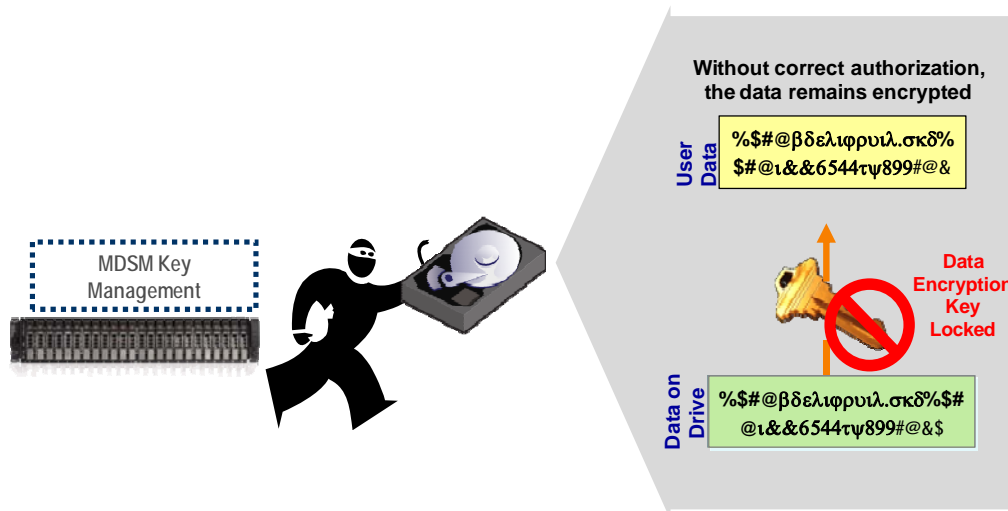 MDSM Key
Management
Without correct authorization,
the data remains encrypted
User
Data
%$#@βδελιφρυιλ.σκδ%
$#@ι&&6544τψ899#@&
Data
Encryption
Key
Locked
Data on
Drive
%$#@βδελιφρυιλ.σκδ%$#
@ι&&6544τψ899#@&$